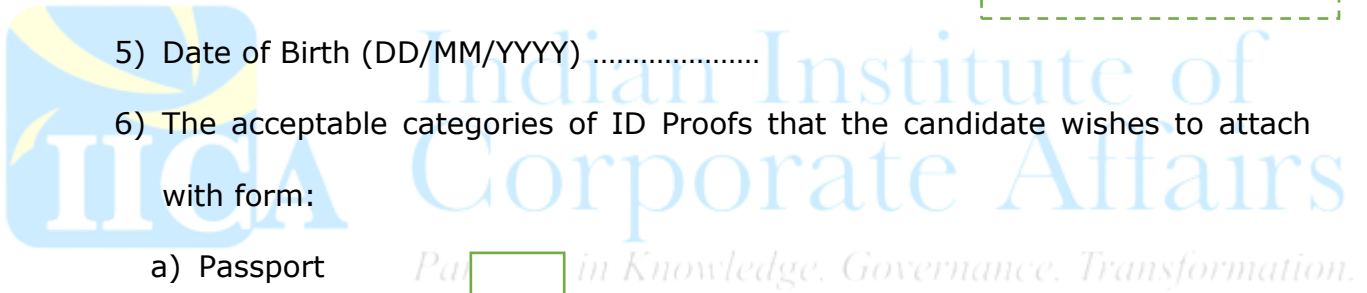 5) Date of Birth (DD/MM/YYYY) .....................
Indian Institute of
6) The acceptable categories of ID Proofs that the candidate wishes to attach
with form:
IICA
Corporate Affairs
a) Passport
in Knowledge. Governance. Transformation.